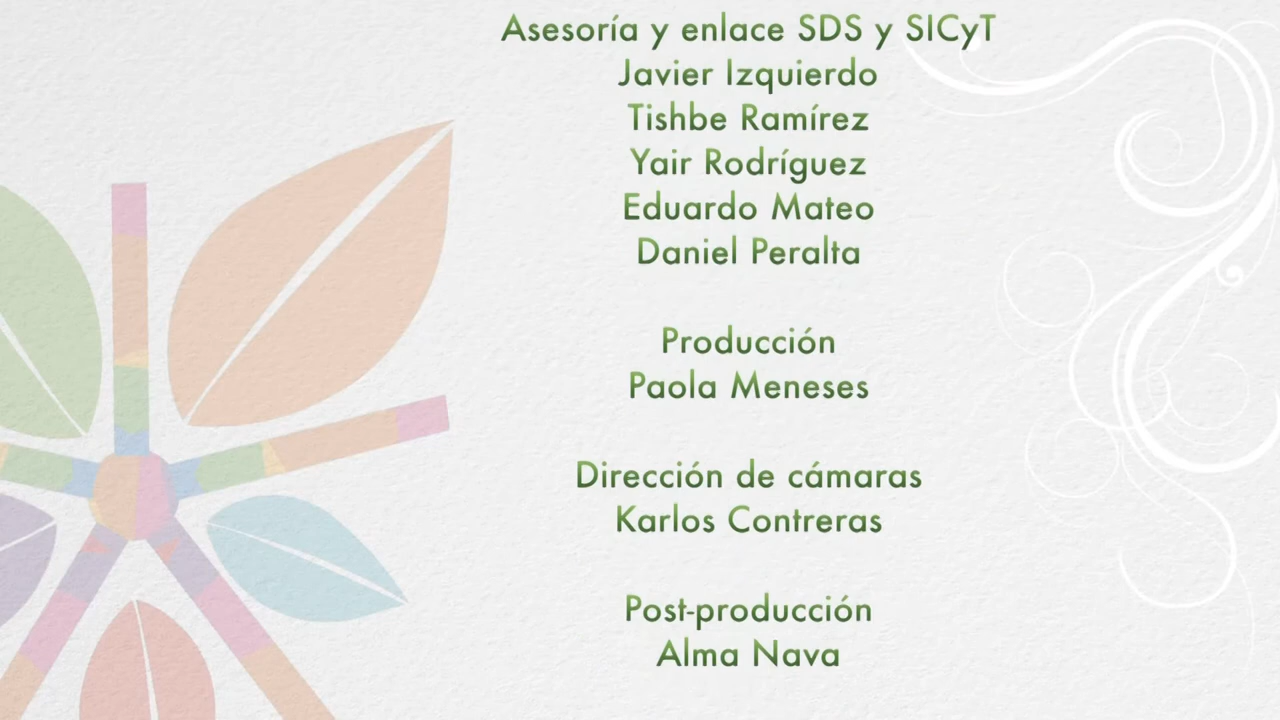 Asesoría y enlace SDS y SICyT
Javier Izquierdo
Tishbe Ramírez
Yair Rodríguez
Eduardo Mateo
Daniel Peralta
Producción
Paola Meneses
Dirección de cámaras
Karlos Contreras
Post-producción
Alma Nava